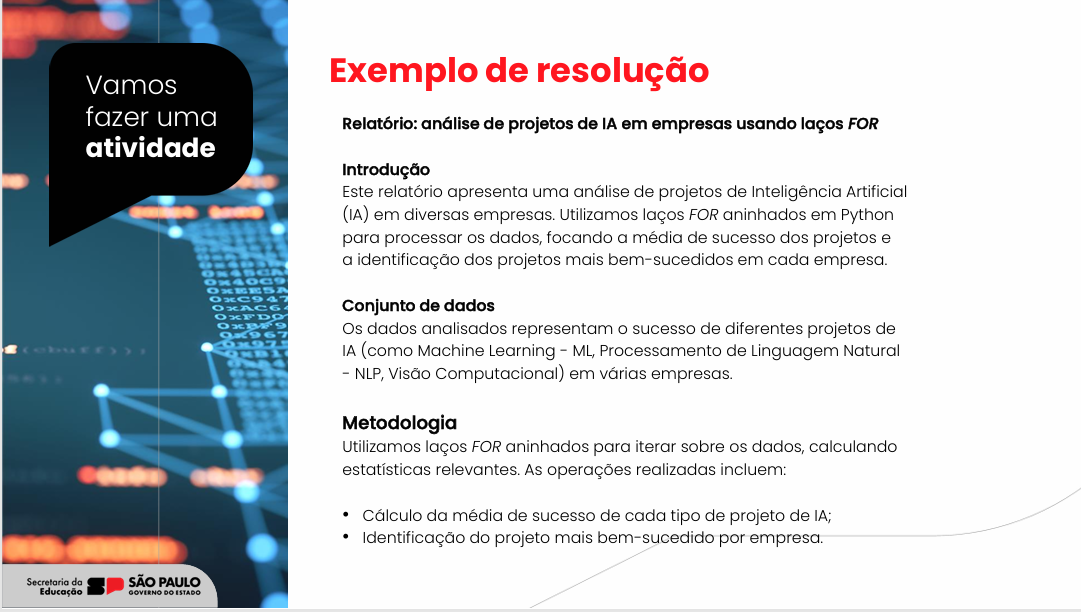 Vamos
fazer uma
atividade
Exemplo de resolução
Relatório: análise de projetos de IA em empresas usando laços FOR
Introdução
Este relatório apresenta uma análise de projetos de Inteligência Artificial
(IA) em diversas empresas. Utilizamos laços FOR aninhados em Python
para processar os dados, focando a média de sucesso dos projetos e
a identificação dos projetos mais bem-sucedidos em cada empresa.
Conjunto de dados
Os dados analisados representam o sucesso de diferentes projetos de
IA (como Machine Learning - ML, Processamento de Linguagem Natural
- NLP, Visão Computacional) em várias empresas.
Metodologia
Utilizamos laços FOR aninhados para iterar sobre os dados, calculando
estatísticas relevantes. As operações realizadas incluem:
• Cálculo da média de sucesso de cada tipo de projeto de IA;
• Identificação do projeto mais bem-sucedido por empresa.
Secretaria da
Educação
SP
SÃO PAULO
GOVERNO DO ESTADO